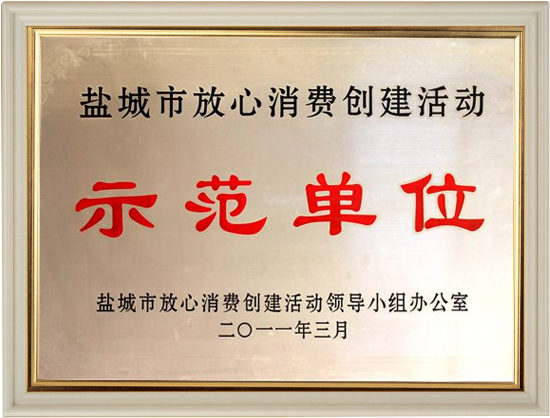 盐城市放心消费创建活动
示范单位
盐城市放心消费创建活动领导小组办公室
二〇一一年三月